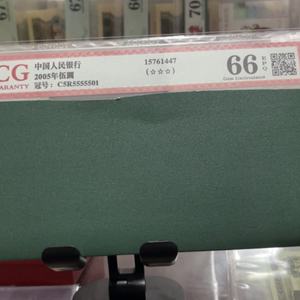 CG
WARRANTY
中国人民银行
2005年伍圆
冠号: C5R5555501
15761447
(☆☆☆)
66 EPQ
Gem Uncirculated